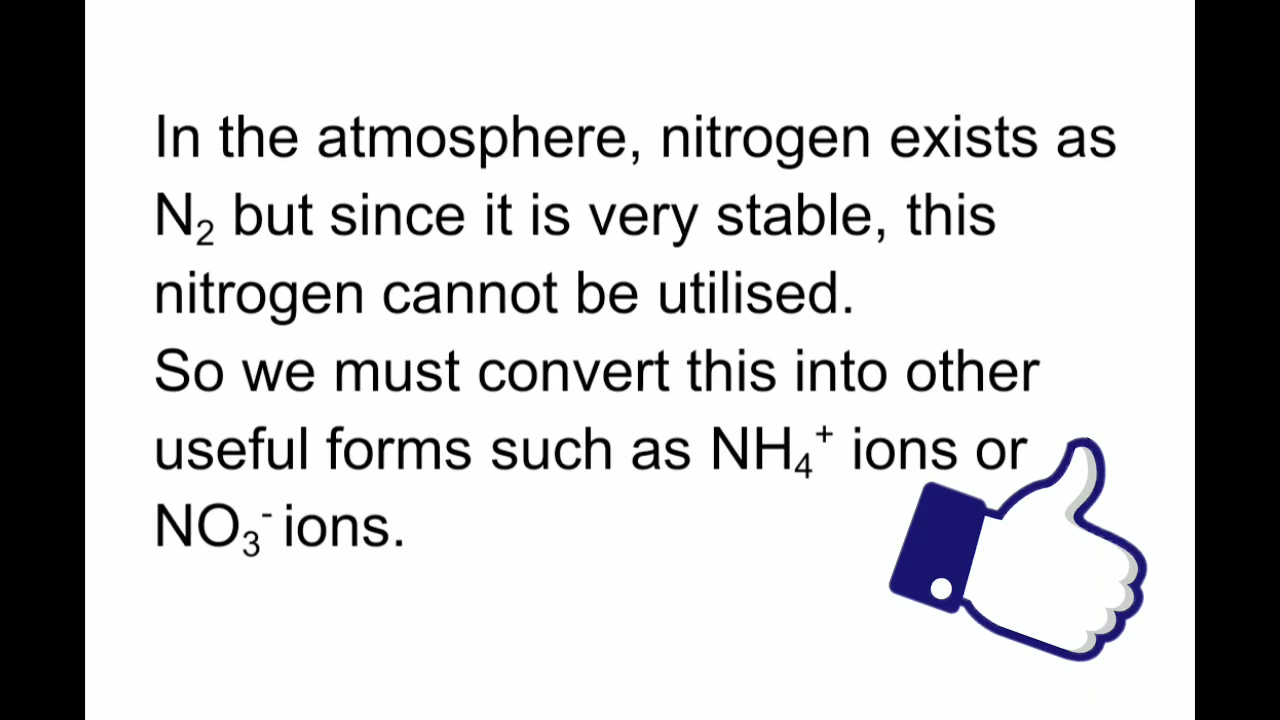 In the atmosphere, nitrogen exists as
N₂ but since it is very stable, this
nitrogen cannot be utilised.
So we must convert this into other
useful forms such as NH₄⁺ ions or
NO₃⁻ ions.